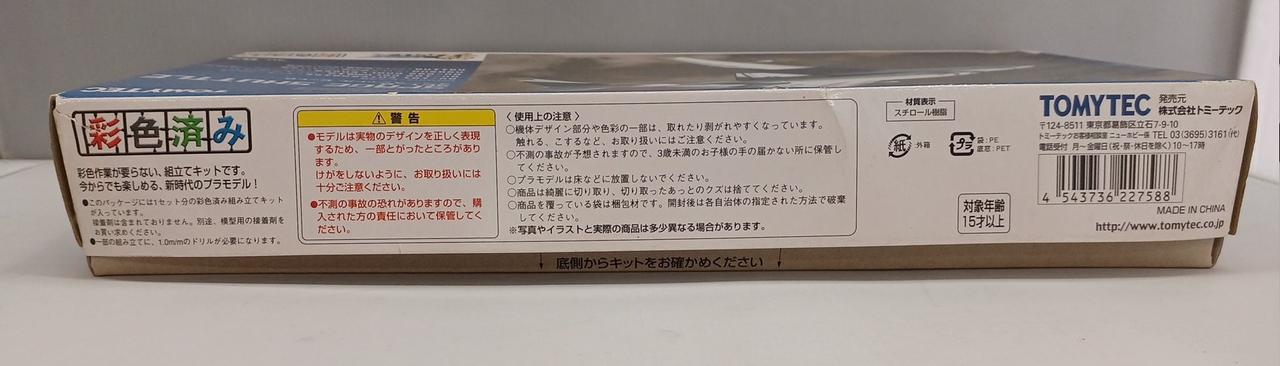 TOMYTEC
彩色済み
彩色作業が要らない、組立てキットです。
今からでも楽しめる、新時代のプラモデル!
●このパッケージには1セット分の彩色済み組み立てキット
が入っています。
接着剤は含まれておりません。別途、模型用の接着剤を
お買い求めください。
●一部の組み立てに、1.0m/mのドリルが必要になります。
警告
●モデルは実物のデザインを正しく表現
するため、一部とがったところがあり
ます。
けがをしないように、お取り扱いには
十分ご注意ください。
●不測の事故の恐れがありますので、購
入された方の責任において保管してく
ださい。
〈使用上の注意〉
○機体デザイン部分や色彩の一部は、取れたり剥がれやすくなっています。
触れる、こするなど、お取り扱いにはご注意ください。
○不測の事故が予想されますので、3歳未満のお子様の手の届かない所に保管し
てください。
○プラモデルは床などに放置しないでください。
○商品は綺麗に切り取り、切り取ったあとのクズは捨ててください。
○商品を覆っている袋は梱包材です。開封後は各自治体の指定された方法で破棄
してください。
※写真やイラストと実際の商品は多少異なる場合があります。
材質表示
スチロール樹脂
紙 外箱
プラ 袋:PE
底窓:PET
対象年齢
15才以上
TOMYTEC 発売元
株式会社トミーテック
〒124-8511 東京都葛飾区立石7-9-10
トミーテックお客様相談室 ニューホビー係 TEL 03(3695)3161(代)
電話受付 月〜金曜日(祝・祭・休日を除く)10〜17時
4 543736 227588
MADE IN CHINA
http://www.tomytec.co.jp
↓ 底側からキットをお確かめください ↓